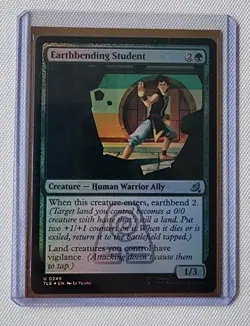 Earthbending Student 2
Creature — Human Warrior Ally
When this creature enters, earthbend 2.
(Target land you control becomes a 0/0
creature with haste that's still a land. Put
two +1/+1 counters on it. When it dies or is
exiled, return it to the battlefield tapped.)
Land creatures you control have
vigilance. (Attacking doesn't cause them
to tap.)
1/3
U 0249
TLE EN